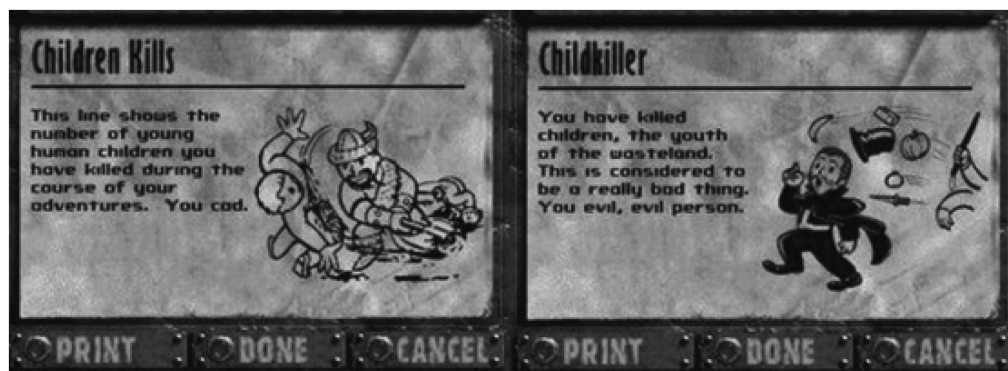 Children Kills
This line shows the
number of young
human children you
have killed during the
course of your
adventures.  You cad.
PRINT
DONE
CANCEL
Childkiller
You have killed
children, the youth
of the wasteland.
This is considered to
be a really bad thing.
You evil, evil person.
PRINT
DONE
CANCEL